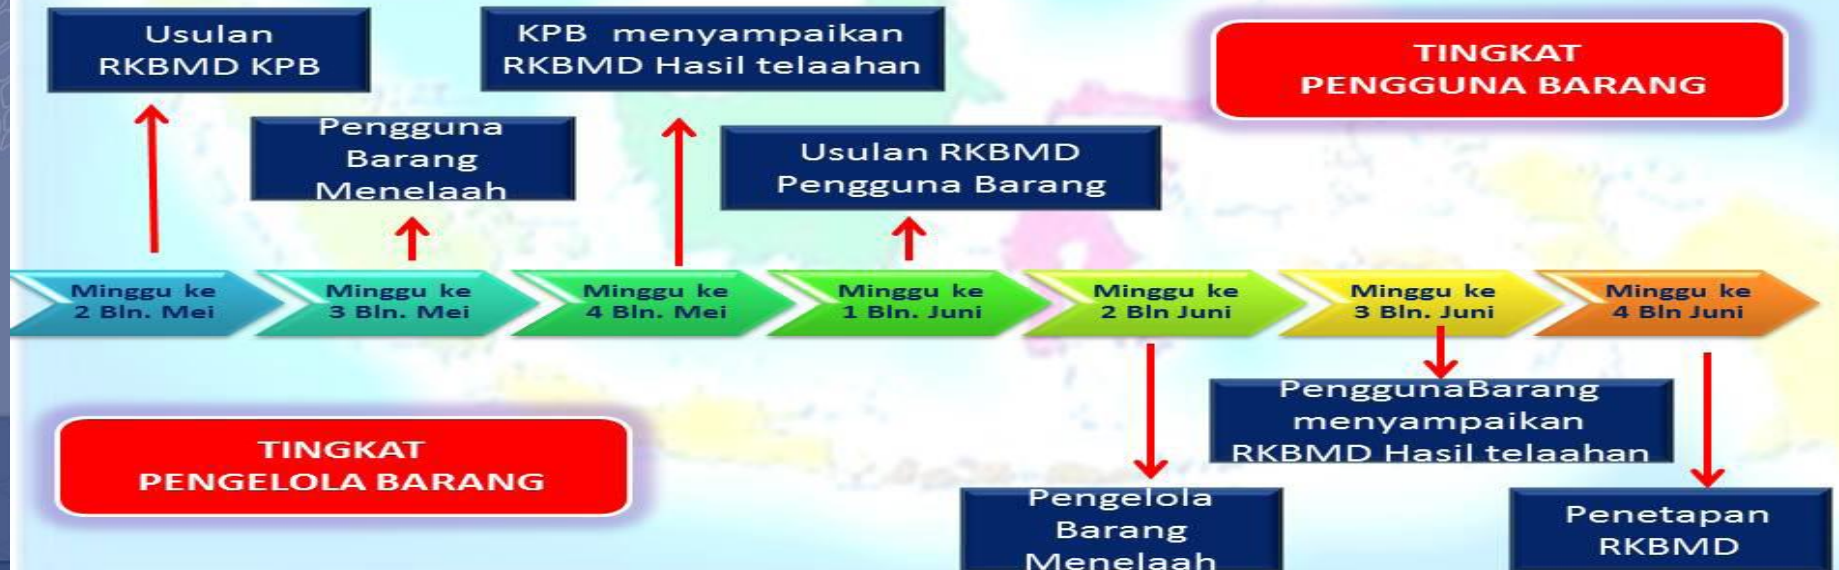 Usulan
RKBMD KPB
KPB menyampaikan
RKBMD Hasil telaahan
TINGKAT
PENGGUNA BARANG
Pengguna
Barang
Menelaah
Usulan RKBMD
Pengguna Barang
Minggu ke
2 Bln. Mei
Minggu ke
3 Bln. Mei
Minggu ke
4 Bln. Mei
Minggu ke
1 Bln. Juni
Minggu ke
2 Bln Juni
Minggu ke
3 Bln. Juni
Minggu ke
4 Bln Juni
PenggunaBarang
menyampaikan
RKBMD Hasil telaahan
TINGKAT
PENGELOLA BARANG
Pengelola
Barang
Menelaah
Penetapan
RKBMD